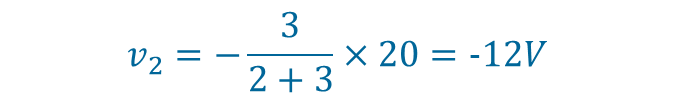 v₂ = − 3/(2 + 3) × 20 = -12V